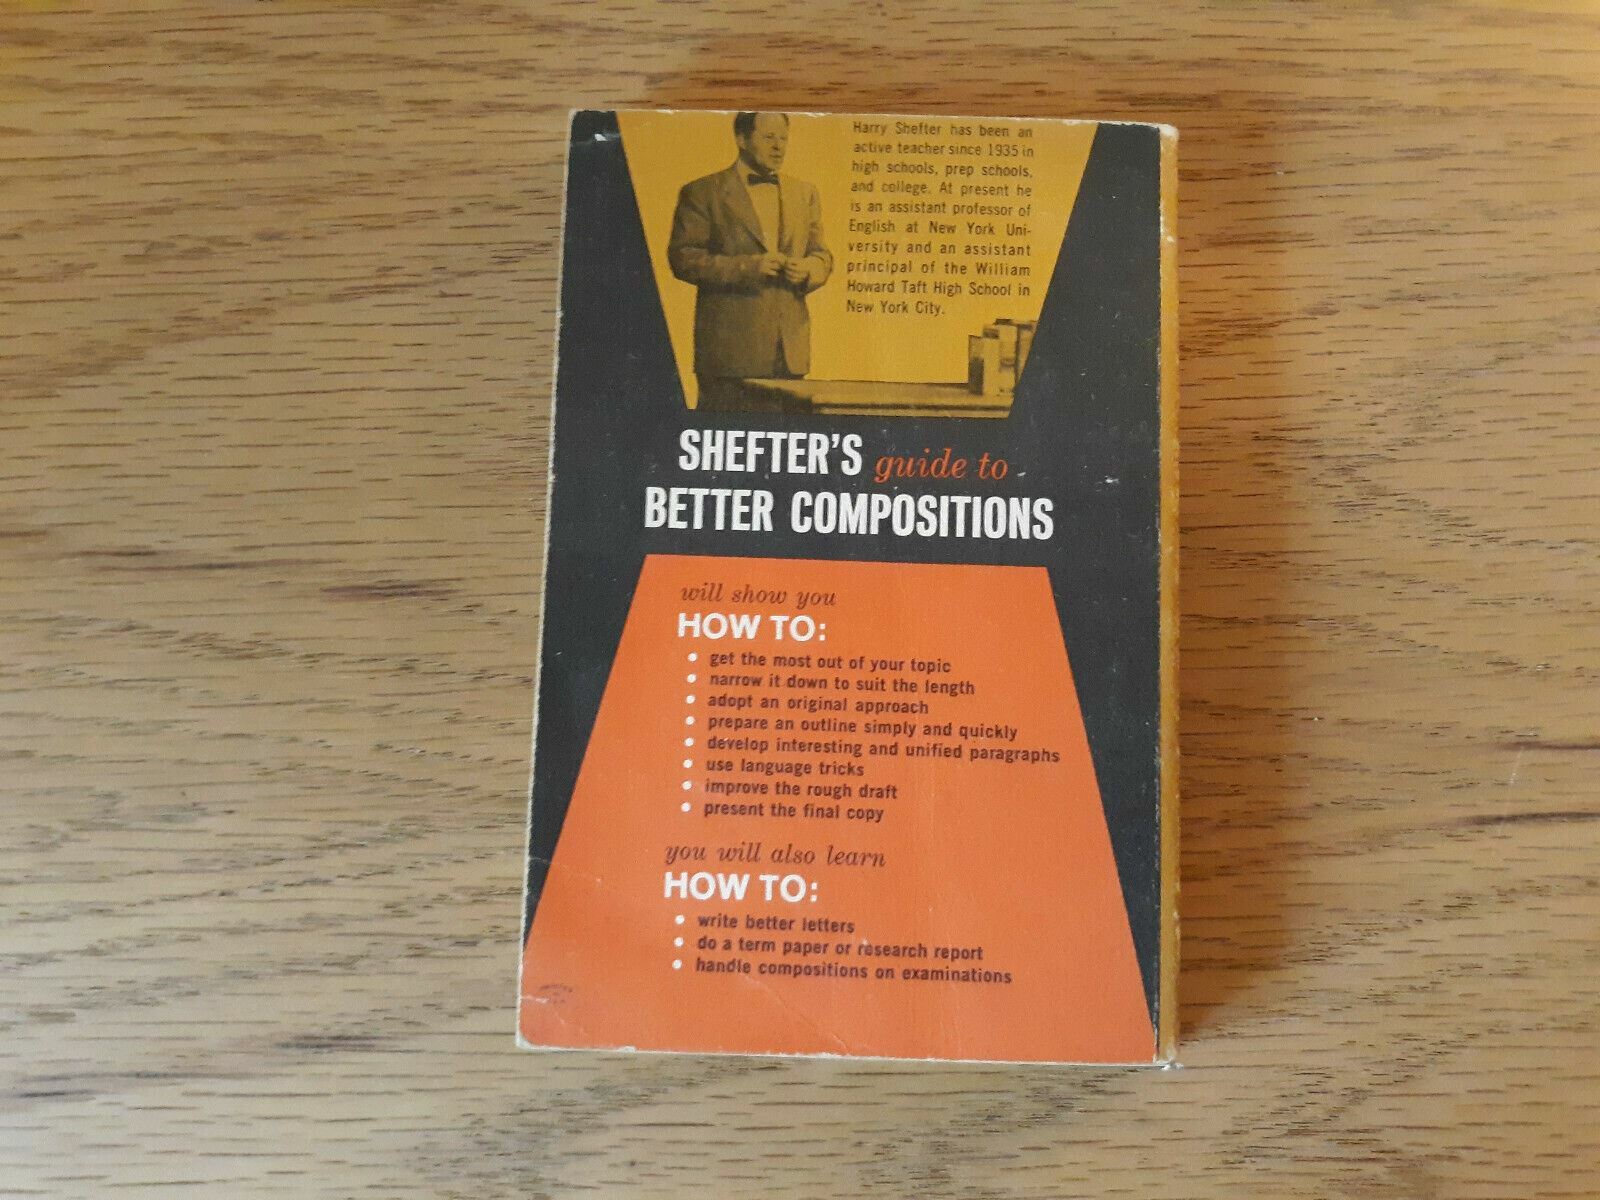 Harry Shefter has been an
active teacher since 1935 in
high schools, prep schools,
and college. At present he
is an assistant professor of
English at New York Uni-
versity and an assistant
principal of the William
Howard Taft High School in
New York City.
SHEFTER'S guide to
BETTER COMPOSITIONS
will show you
HOW TO:
• get the most out of your topic
• narrow it down to suit the length
• adopt an original approach
• prepare an outline simply and quickly
• develop interesting and unified paragraphs
• use language tricks
• improve the rough draft
• present the final copy
you will also learn
HOW TO:
• write better letters
• do a term paper or research report
• handle compositions on examinations